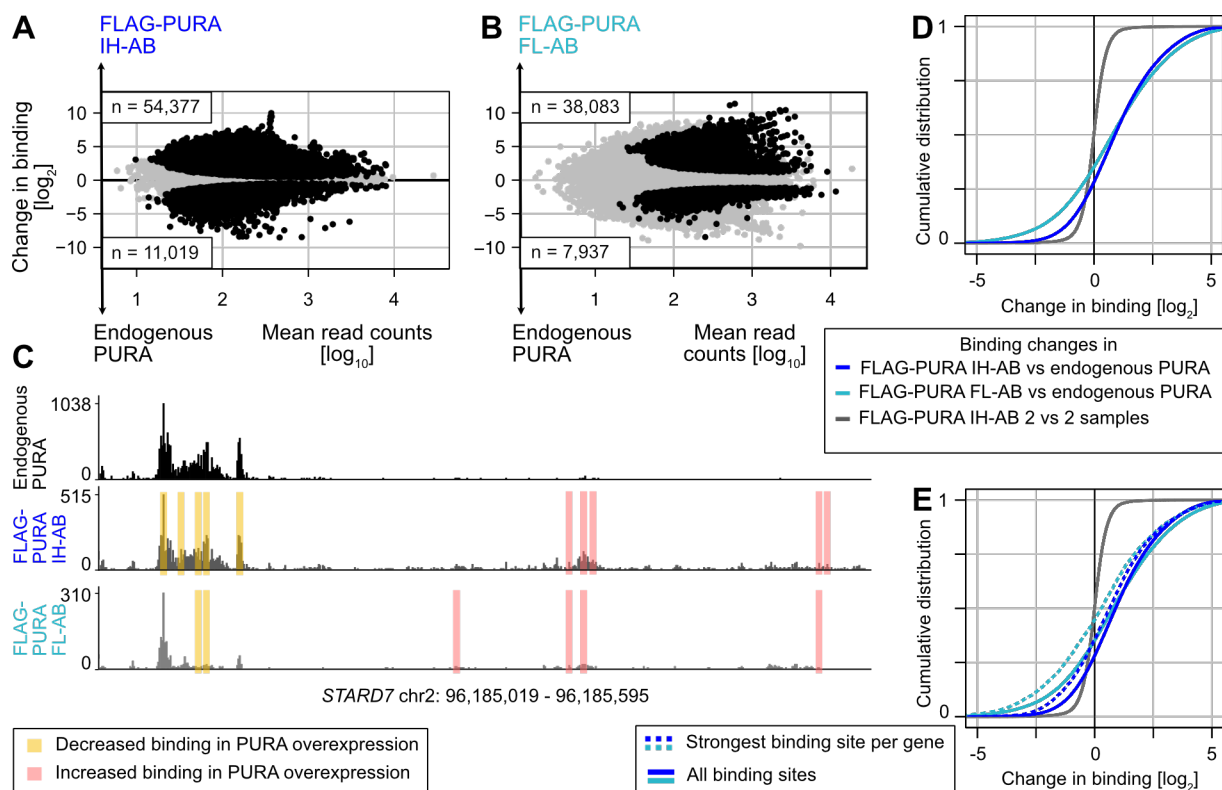 A
FLAG-PURA
IH-AB
n = 54,377
10
5
0
−5
−10
Change in binding
[log2]
n = 11,019
1
2
3
4
Endogenous
PURA
Mean read counts
[log10]
B
FLAG-PURA
FL-AB
n = 38,083
10
5
0
−5
−10
n = 7,937
1
2
3
4
Endogenous
PURA
Mean read
counts [log10]
C
Endogenous
PURA
1038
0
FLAG-
PURA
IH-AB
515
0
FLAG-
PURA
FL-AB
310
0
STARD7 chr2: 96,185,019 - 96,185,595
Decreased binding in PURA overexpression
Increased binding in PURA overexpression
D
Cumulative distribution
1
0
-5
0
5
Change in binding [log2]
Binding changes in
FLAG-PURA IH-AB vs endogenous PURA
FLAG-PURA FL-AB vs endogenous PURA
FLAG-PURA IH-AB 2 vs 2 samples
E
Cumulative distribution
1
0
-5
0
5
Change in binding [log2]
Strongest binding site per gene
All binding sites